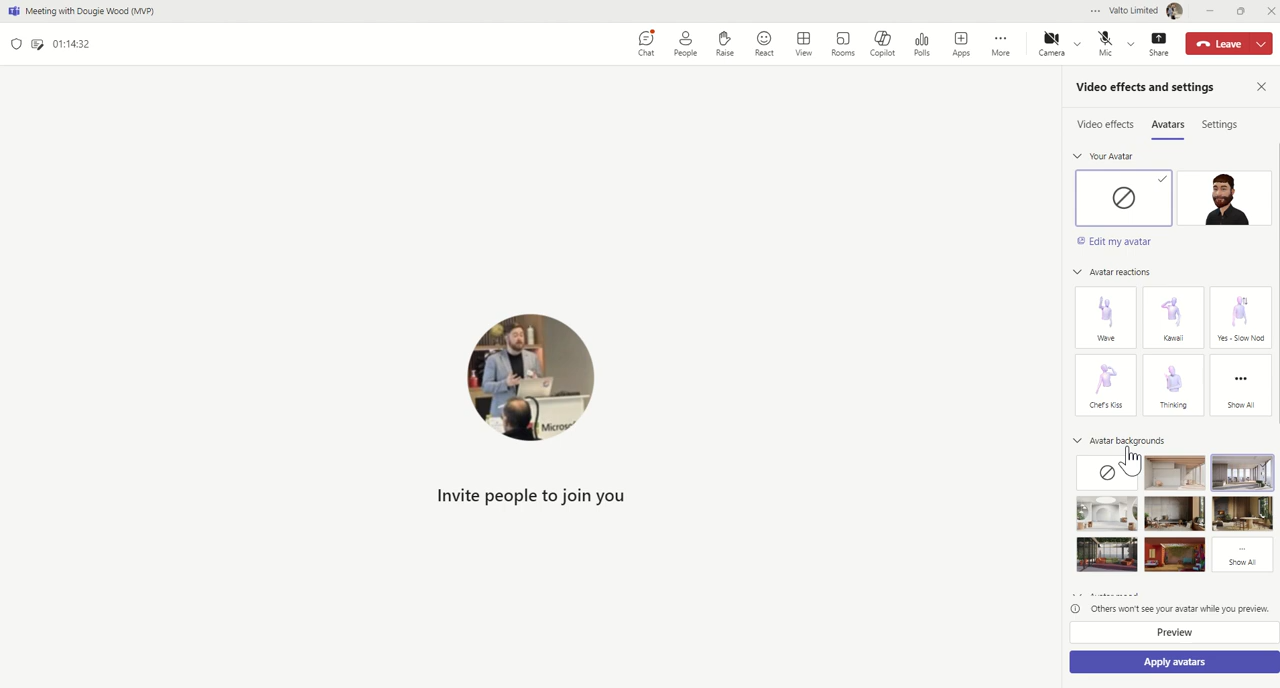 Meeting with Dougie Wood (MVP)
Valto Limited
01:14:32
Chat
People
Raise
React
View
Rooms
Copilot
Polls
Apps
More
Camera
Mic
Share
Leave
Video effects and settings
Video effects
Avatars
Settings
Your Avatar
Edit my avatar
Avatar reactions
Wave
Kawaii
Yes - Slow Nod
Chef's Kiss
Thinking
Show All
Avatar backgrounds
Show All
Microso
Invite people to join you
Others won't see your avatar while you preview.
Preview
Apply avatars